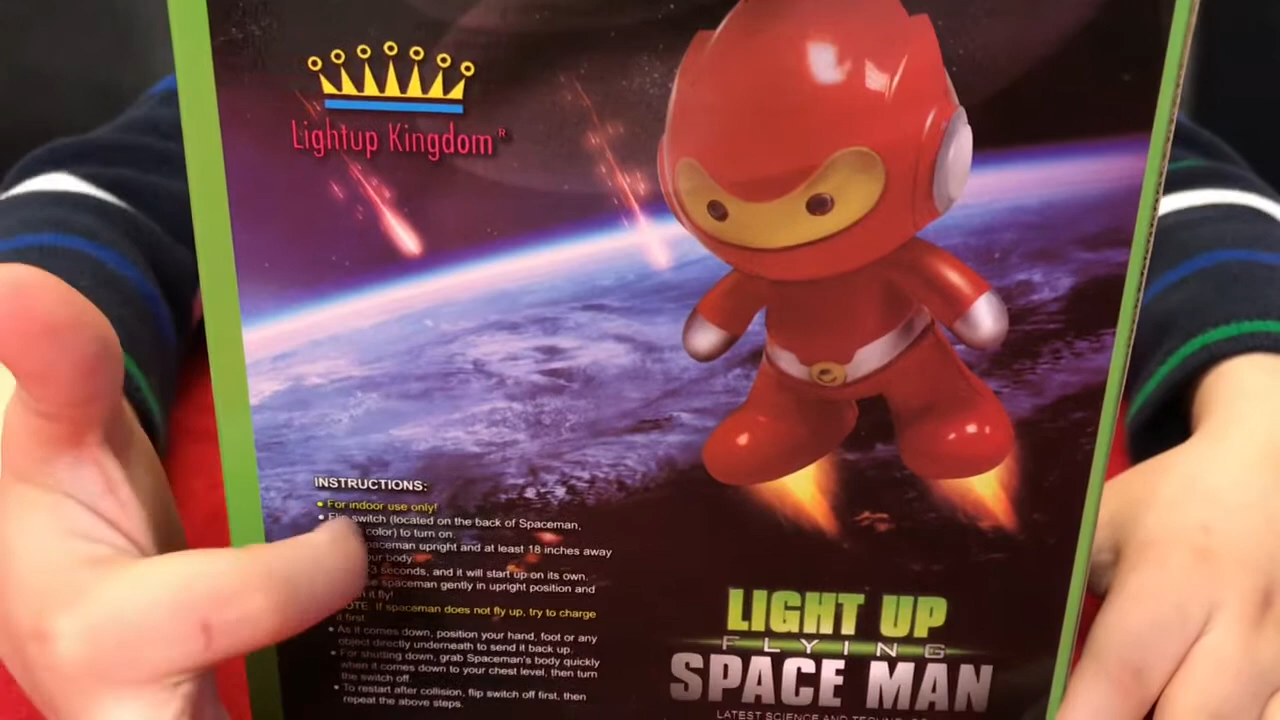 Lightup Kingdom®
INSTRUCTIONS:
• For indoor use only!
• Flip switch (located on the back of Spaceman,
color) to turn on.
spaceman upright and at least 18 inches away
your body.
-3 seconds, and it will start up on its own.
spaceman gently in upright position and
it fly!
NOTE: If spaceman does not fly up, try to charge
it first.
• As it comes down, position your hand, foot or any
object directly underneath to send it back up.
• For shutting down, grab Spaceman's body quickly
when it comes down to your chest level, then turn
the switch off.
• To restart after collision, flip switch off first, then
repeat the above steps.
LIGHT UP
FLYING
SPACE MAN
LATEST SCIENCE AND